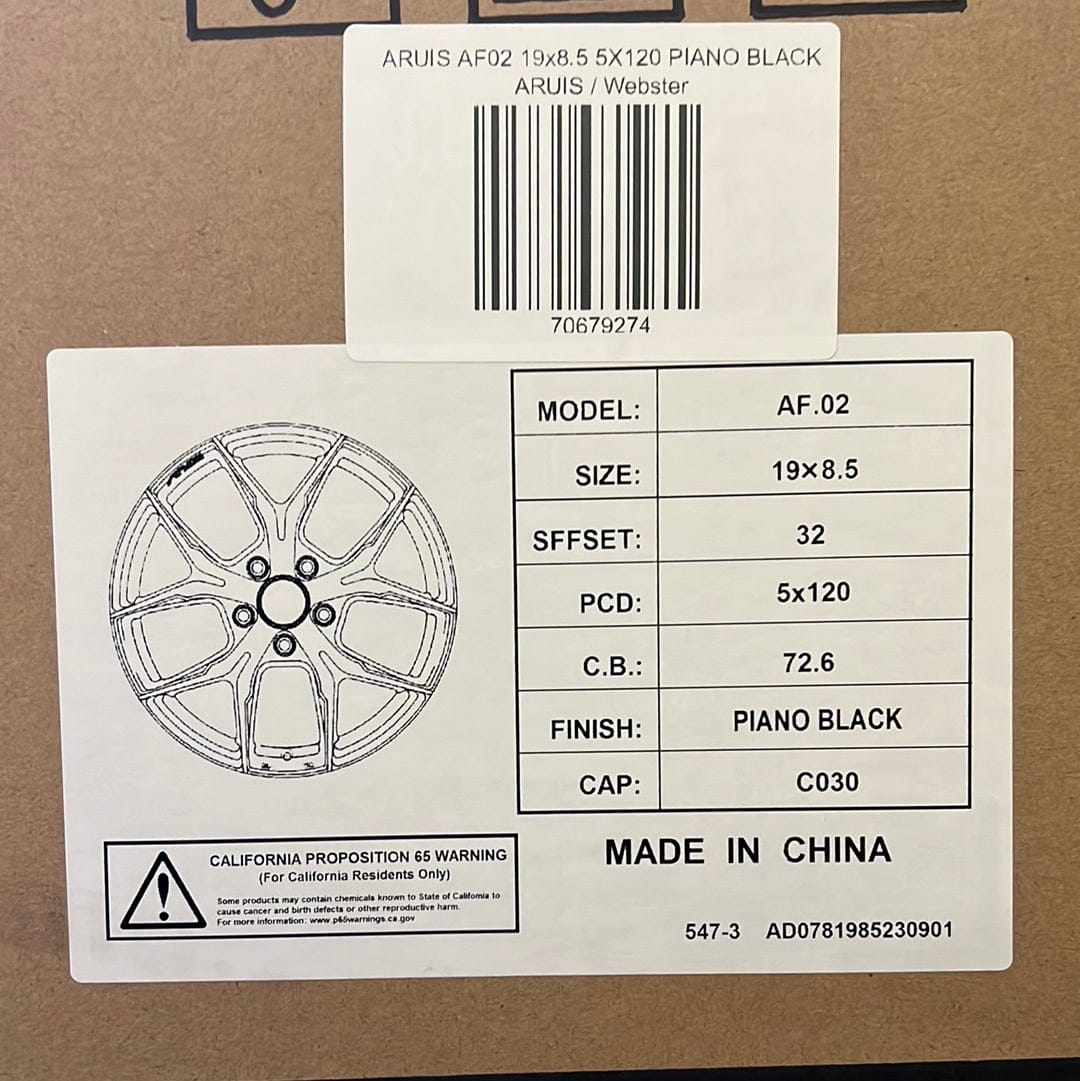 ARUIS AF02 19x8.5 5X120 PIANO BLACK
ARUIS / Webster
70679274
MODEL: AF.02
SIZE: 19×8.5
SFFSET: 32
PCD: 5x120
C.B.: 72.6
FINISH: PIANO BLACK
CAP: C030
MADE IN CHINA
CALIFORNIA PROPOSITION 65 WARNING
(For California Residents Only)
Some products may contain chemicals known to State of California to
cause cancer and birth defects or other reproductive harm.
For more information: www.p65warnings.ca.gov
547-3 AD0781985230901